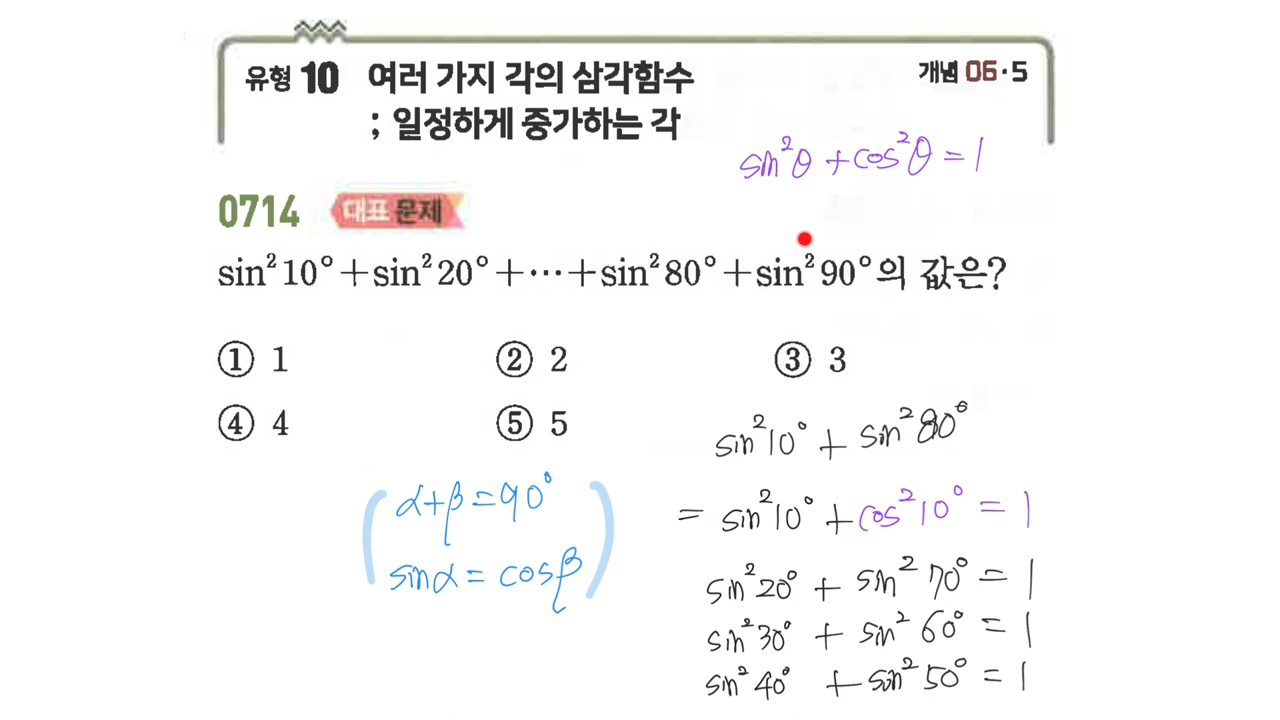 유형 10 여러 가지 각의 삼각함수 개념 06·5
; 일정하게 중가하는 각
sin²θ + cos²θ = 1
0714 대표 문제
sin²10°+sin²20°+⋯+sin²80°+sin²90°의 값은?
① 1 ② 2 ③ 3
④ 4 ⑤ 5
sin²10° + sin²80°
α+β=90°
= sin²10° + cos²10° = 1
sinα = cosβ
sin²20° + sin²70° = 1
sin²30° + sin²60° = 1
sin²40° + sin²50° = 1